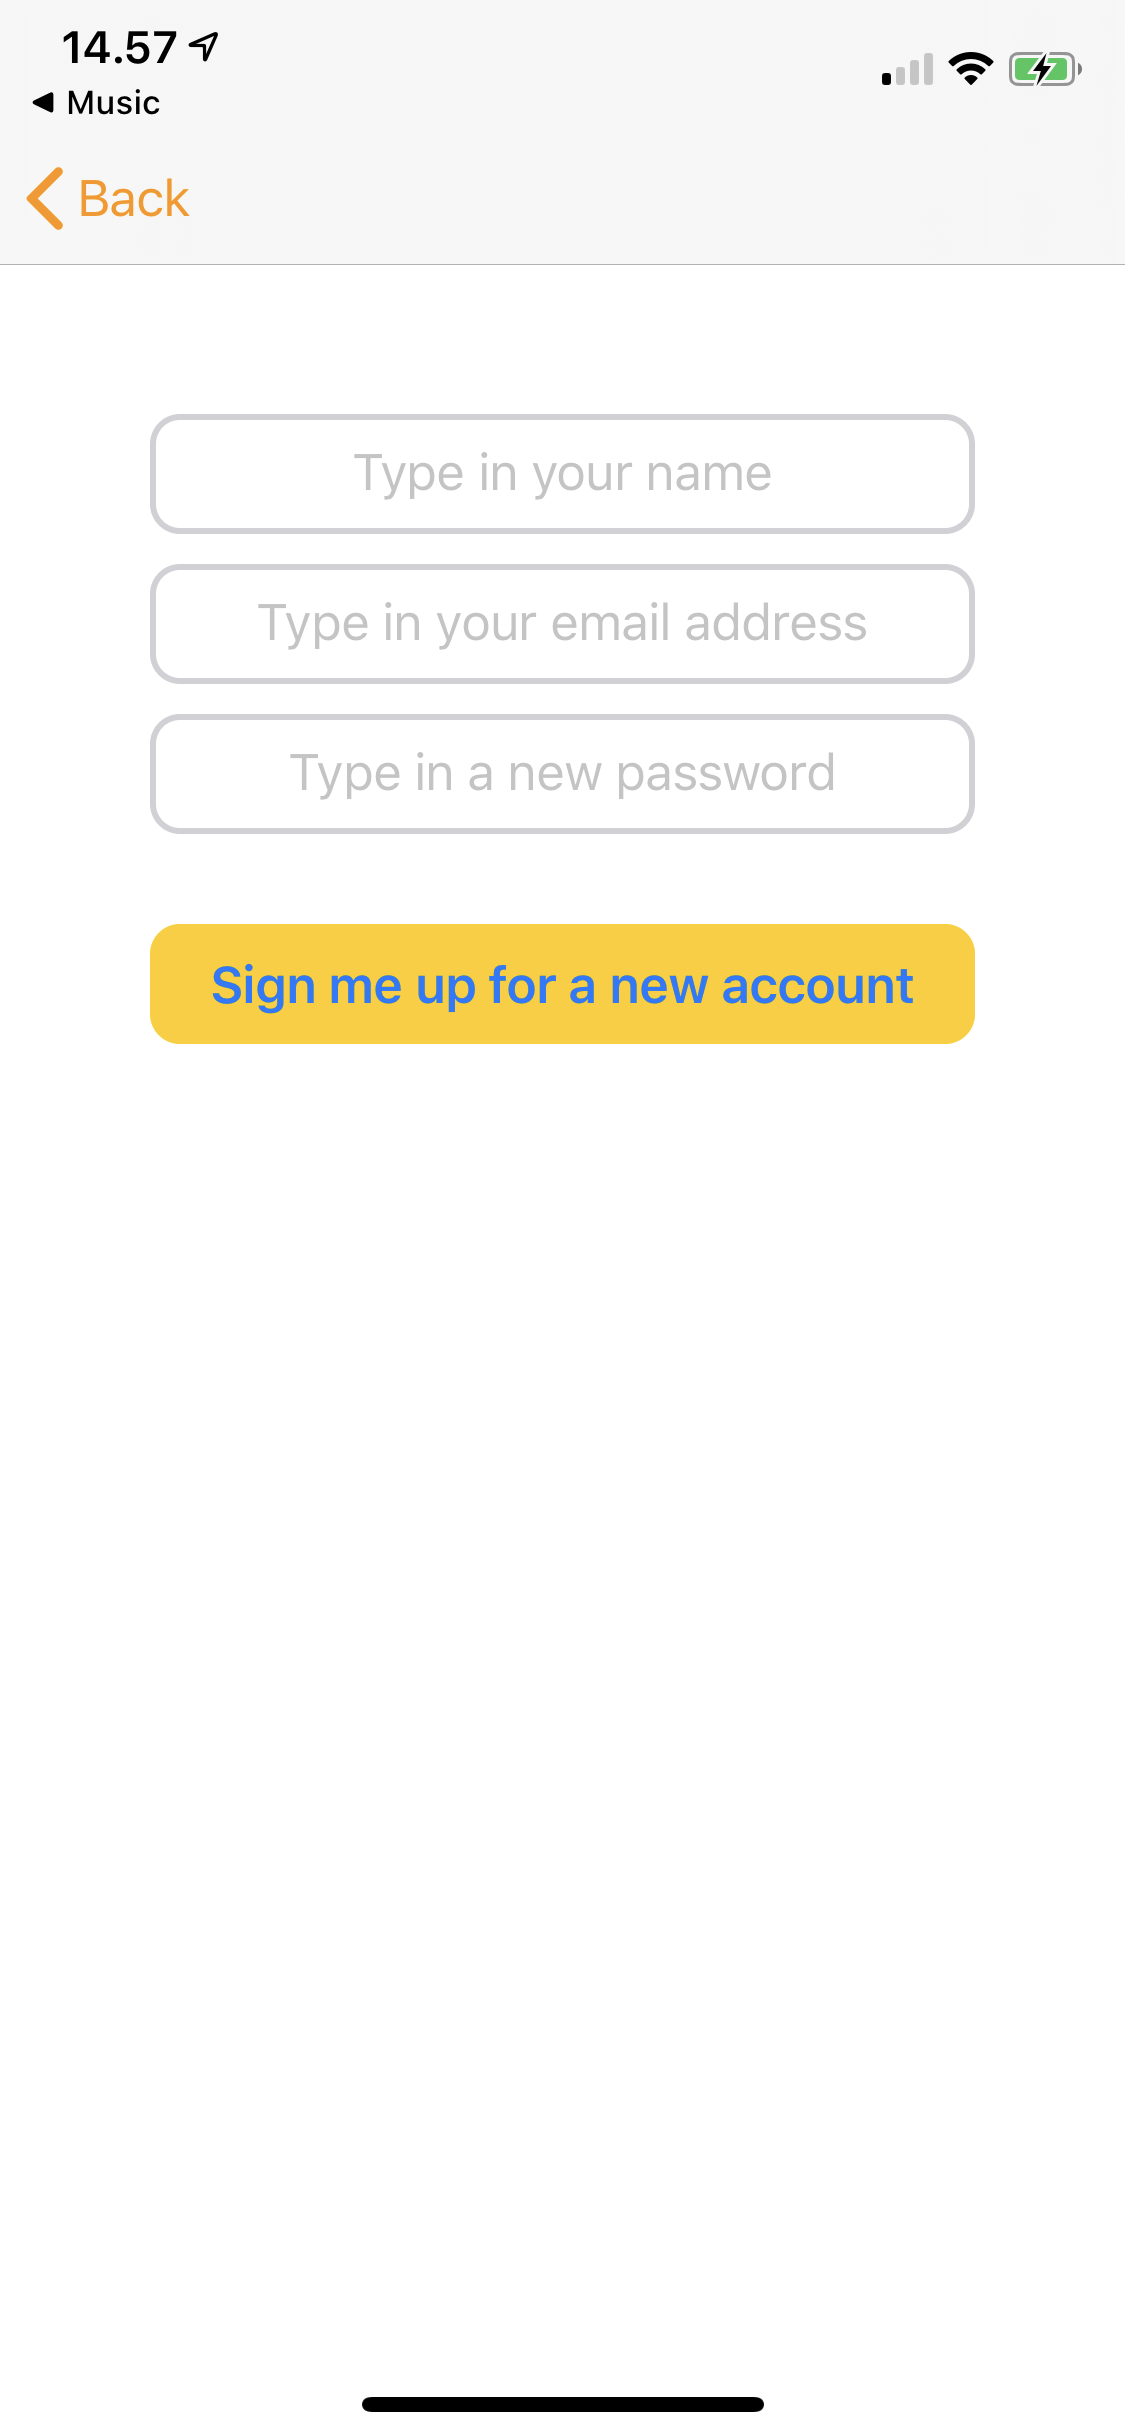 14.57
Music
Back
Type in your name
Type in your email address
Type in a new password
Sign me up for a new account